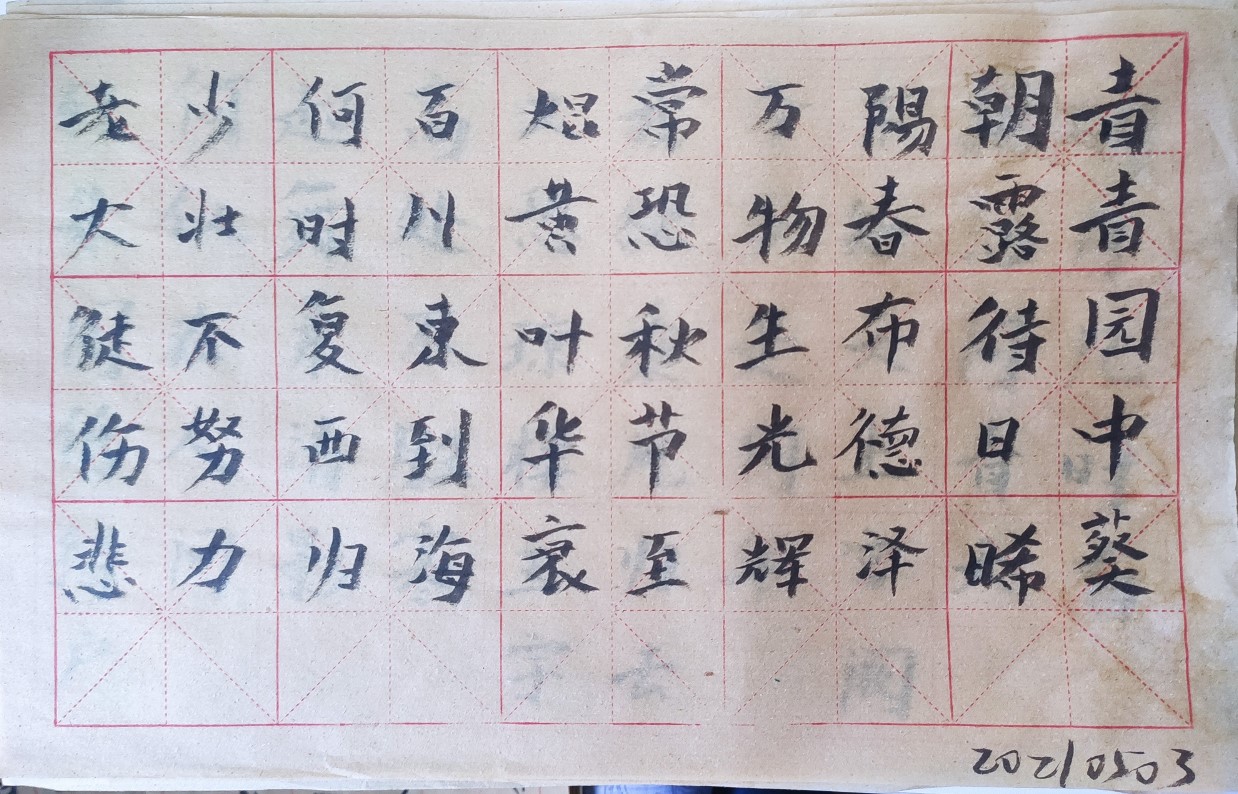 青青园中葵
朝露待日晞
陽春布德泽
万物生光辉
常恐秋节至
焜黄叶华衰
百川東到海
何时复西归
少壮不努力
老大徒伤悲
20210503